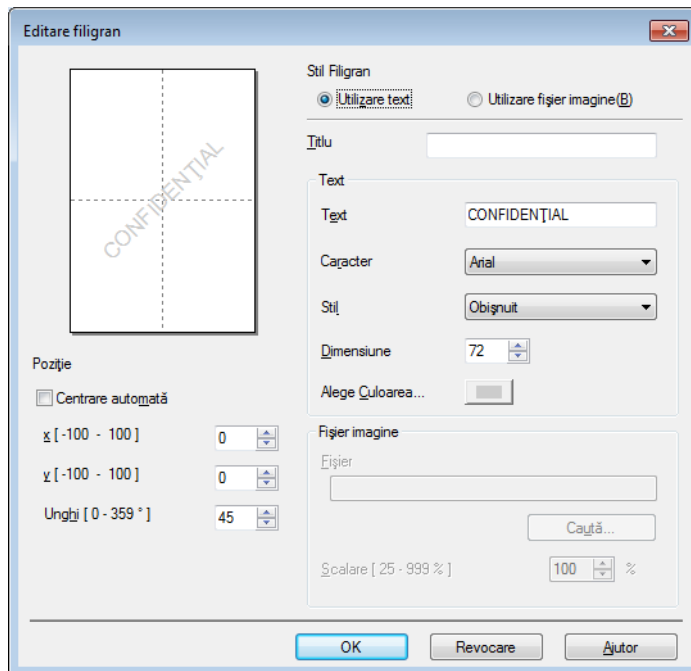 Editare filigran
CONFIDENŢIAL
Poziţie
Centrare automată
x [ -100 - 100 ] 0
y [ -100 - 100 ] 0
Unghi [ 0 - 359 ° ] 45
Stil Filigran
Utilizare text Utilizare fişier imagine(B)
Titlu
Text
Text CONFIDENŢIAL
Caracter Arial
Stil Obişnuit
Dimensiune 72
Alege Culoarea...
Fişier imagine
Fişier
Caută...
Scalare [ 25 - 999 % ] 100 %
OK Revocare Ajutor